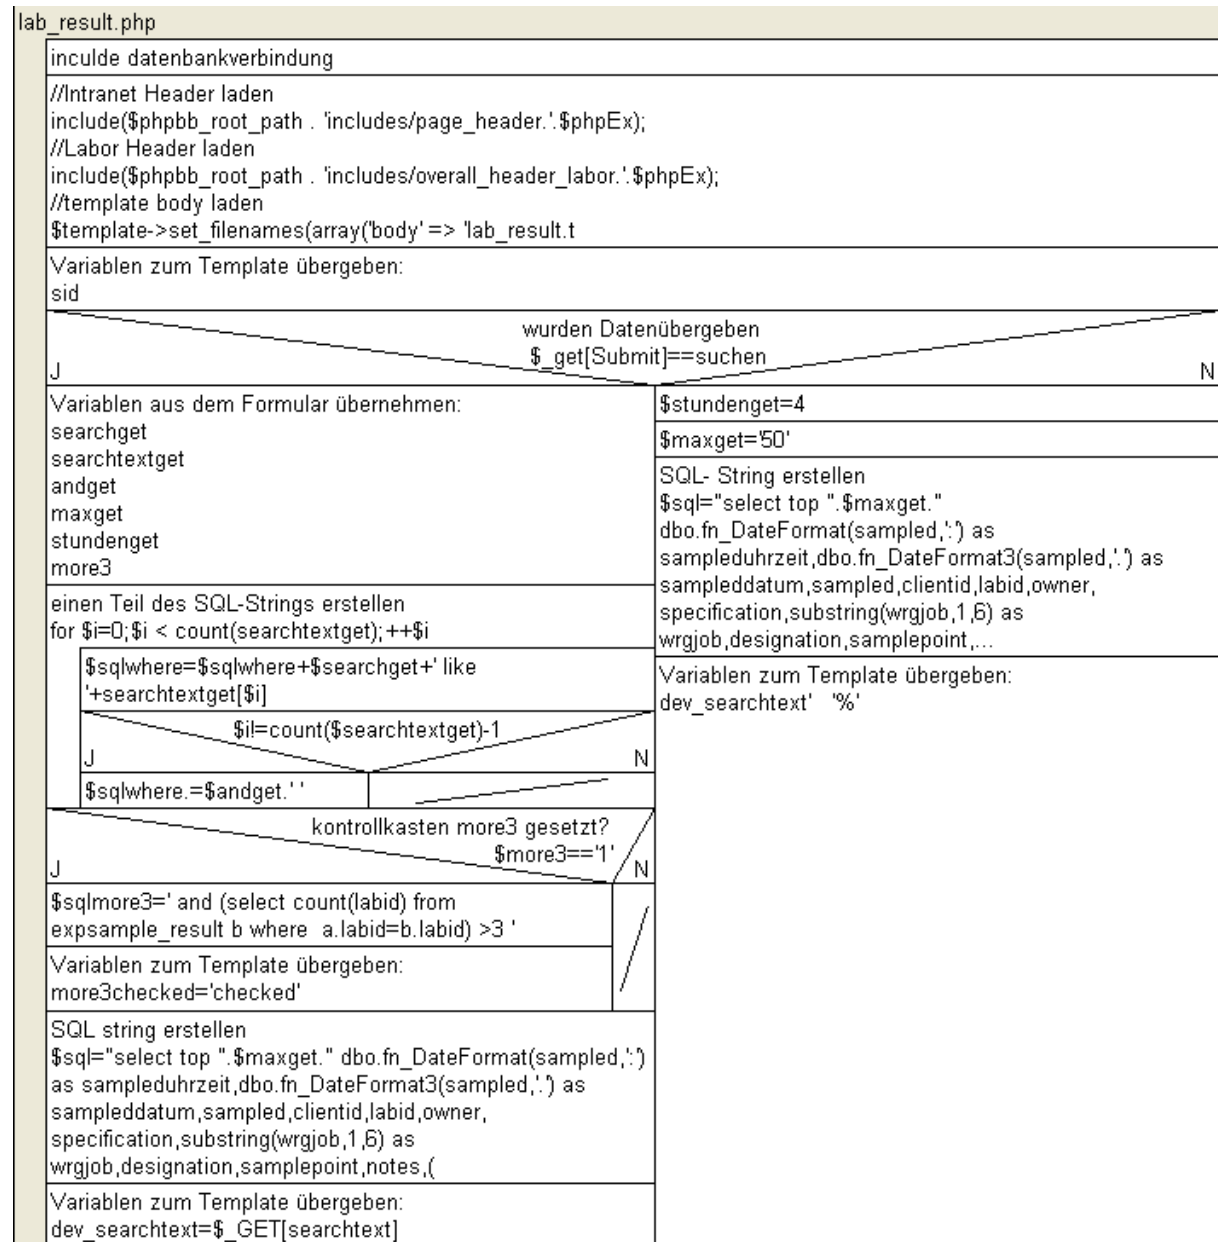 lab_result.php
inculde datenbankverbindung
//Intranet Header laden
include($phpbb_root_path . 'includes/page_header.'.$phpEx);
//Labor Header laden
include($phpbb_root_path . 'includes/overall_header_labor.'.$phpEx);
//template body laden
$template->set_filenames(array('body' => 'lab_result.t
Variablen zum Template übergeben:
sid
wurden Datenübergeben
$_get[Submit]==suchen
J
N
Variablen aus dem Formular übernehmen:
searchget
searchtextget
andget
maxget
stundenget
more3
einen Teil des SQL-Strings erstellen
for $i=0;$i < count(searchtextget);++$i
$sqlwhere=$sqlwhere+$searchget+' like
'+searchtextget[$i]
$i!=count($searchtextget)-1
J
N
$sqlwhere.=$andget.' '
kontrollkasten more3 gesetzt?
$more3=='1'
J
N
$sqlmore3=' and (select count(labid) from
expsample_result b where  a.labid=b.labid) >3 '
Variablen zum Template übergeben:
more3checked='checked'
SQL string erstellen
$sql="select top ".$maxget." dbo.fn_DateFormat(sampled,':')
as sampleduhrzeit,dbo.fn_DateFormat3(sampled,'.') as
sampleddatum,sampled,clientid,labid,owner,
specification,substring(wrgjob,1,6) as
wrgjob,designation,samplepoint,notes,(
Variablen zum Template übergeben:
dev_searchtext=$_GET[searchtext]
$stundenget=4
$maxget='50'
SQL- String erstellen
$sql="select top ".$maxget."
dbo.fn_DateFormat(sampled,':') as
sampleduhrzeit,dbo.fn_DateFormat3(sampled,'.') as
sampleddatum,sampled,clientid,labid,owner,
specification,substring(wrgjob,1,6) as
wrgjob,designation,samplepoint,...
Variablen zum Template übergeben:
dev_searchtext'   '%'